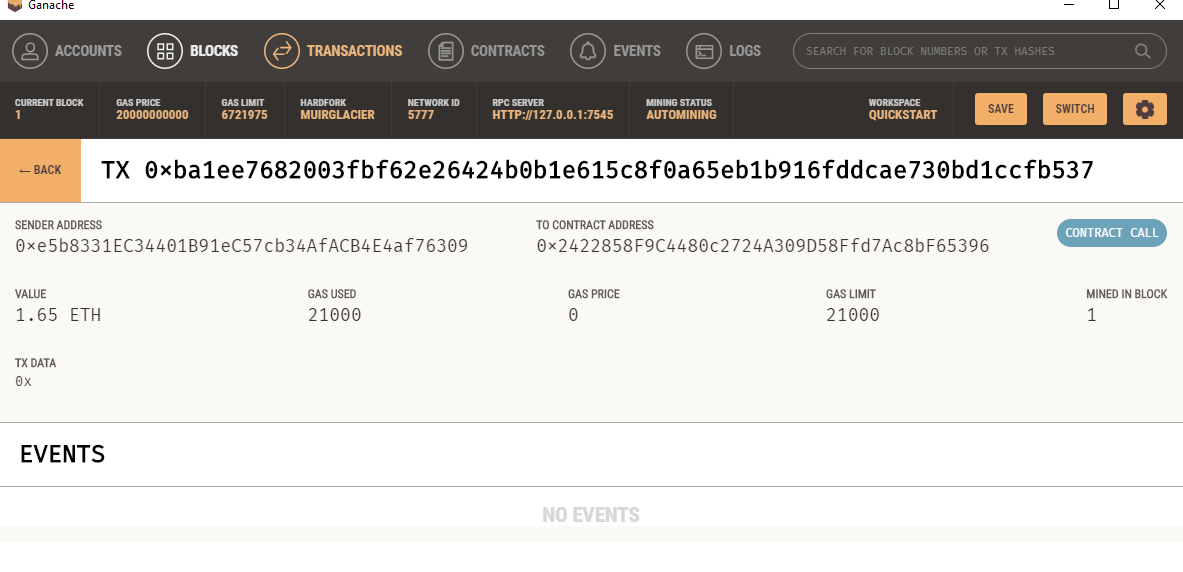 Ganache
ACCOUNTS BLOCKS TRANSACTIONS CONTRACTS EVENTS LOGS SEARCH FOR BLOCK NUMBERS OR TX HASHES
CURRENT BLOCK GAS PRICE GAS LIMIT HARDFORK NETWORK ID RPC SERVER MINING STATUS WORKSPACE
1 20000000000 6721975 MUIRGLACIER 5777 HTTP://127.0.0.1:7545 AUTOMINING QUICKSTART SAVE SWITCH
← BACK TX 0×ba1ee7682003fbf62e26424b0b1e615c8f0a65eb1b916fddcae730bd1ccfb537
SENDER ADDRESS TO CONTRACT ADDRESS
0×e5b8331EC34401B91eC57cb34AfACB4E4af76309 0×2422858F9C4480c2724A309D58Ffd7Ac8bF65396 CONTRACT CALL
VALUE GAS USED GAS PRICE GAS LIMIT MINED IN BLOCK
1.65 ETH 21000 0 21000 1
TX DATA
0x
EVENTS
NO EVENTS